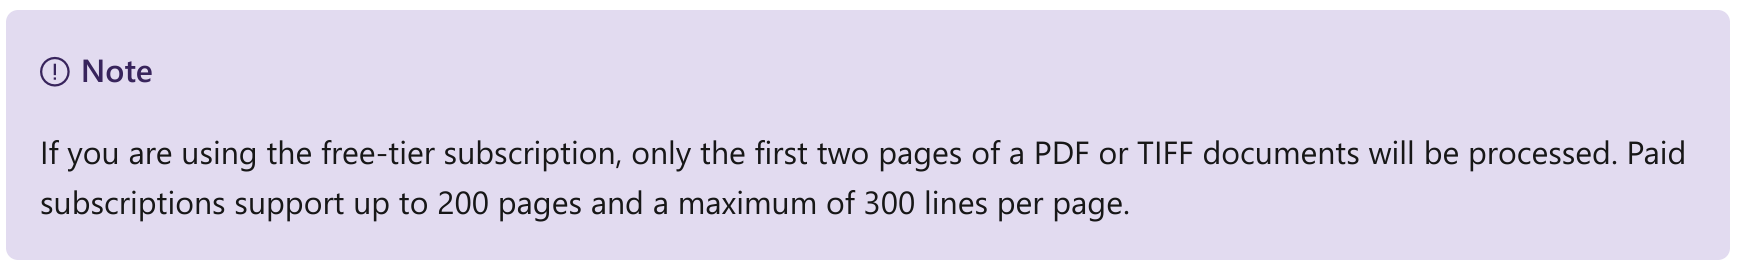 Note
If you are using the free-tier subscription, only the first two pages of a PDF or TIFF documents will be processed. Paid
subscriptions support up to 200 pages and a maximum of 300 lines per page.